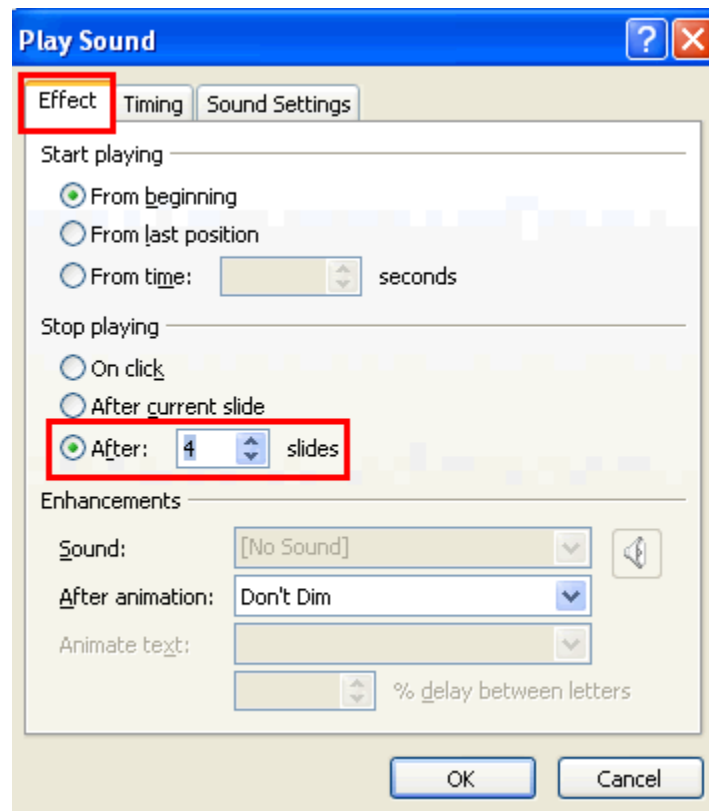 Play Sound
Effect Timing Sound Settings
Start playing
From beginning
From last position
From time: seconds
Stop playing
On click
After current slide
After: 4 slides
Enhancements
Sound: [No Sound]
After animation: Don't Dim
Animate text:
% delay between letters
OK Cancel